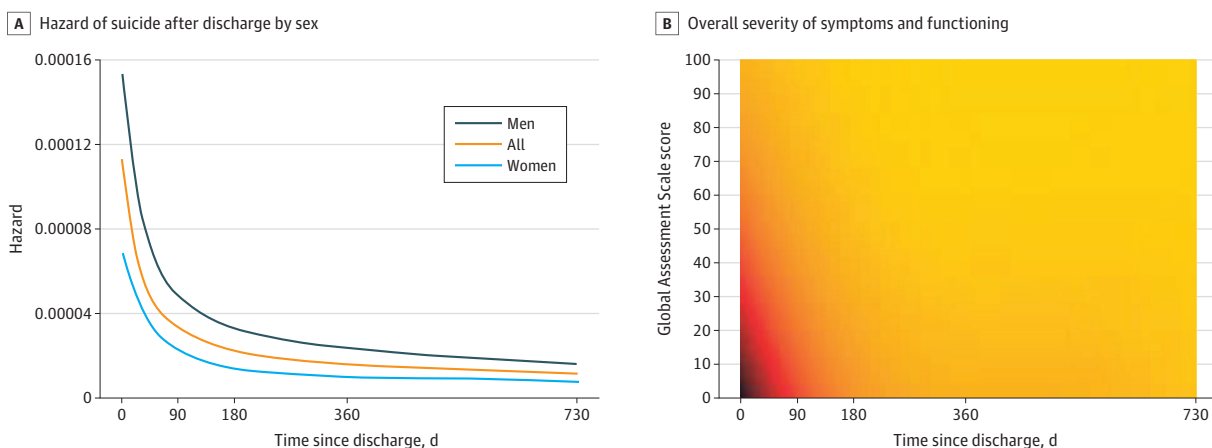 A Hazard of suicide after discharge by sex
0.00016
0.00012
0.00008
0.00004
0
Hazard
Men
All
Women
0 90 180 360 730
Time since discharge, d
B Overall severity of symptoms and functioning
100
90
80
70
60
50
40
30
20
10
0
Global Assessment Scale score
0 90 180 360 730
Time since discharge, d